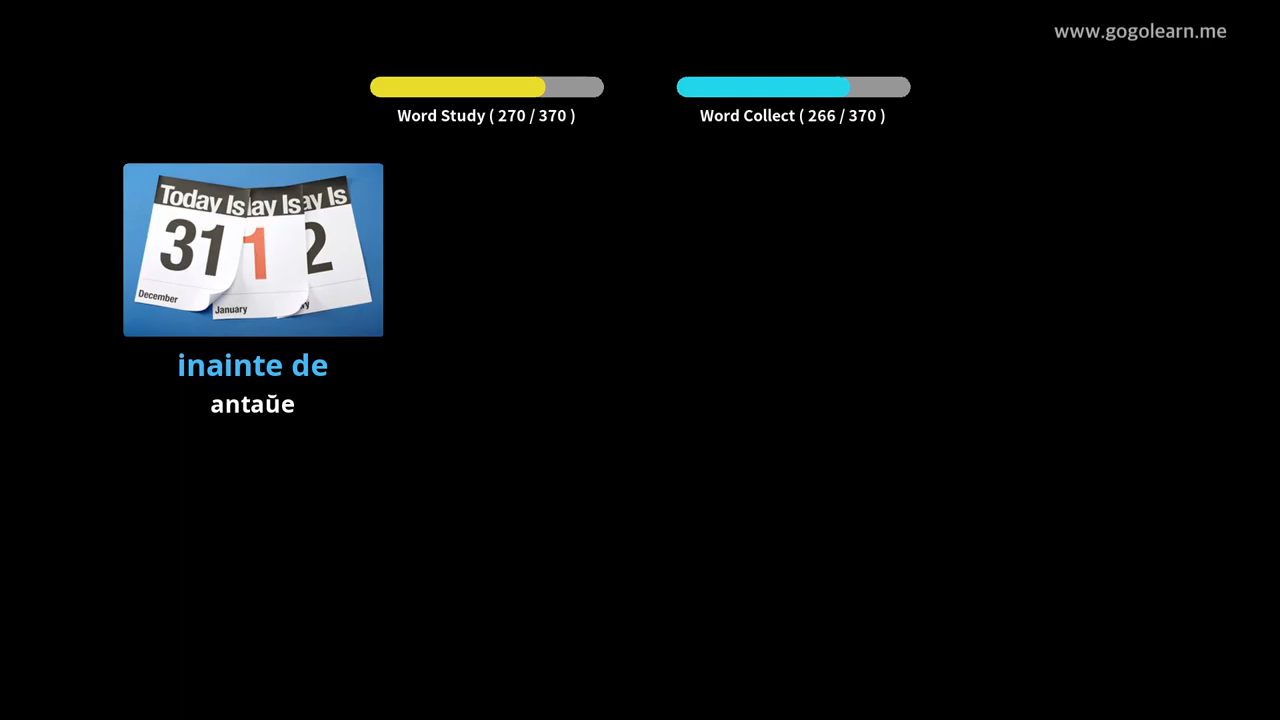 www.gogolearn.me
Word Study ( 270 / 370 )
Word Collect ( 266 / 370 )
Today Is ay Is ay Is
31 1 2
December
January
inainte de
antaŭe